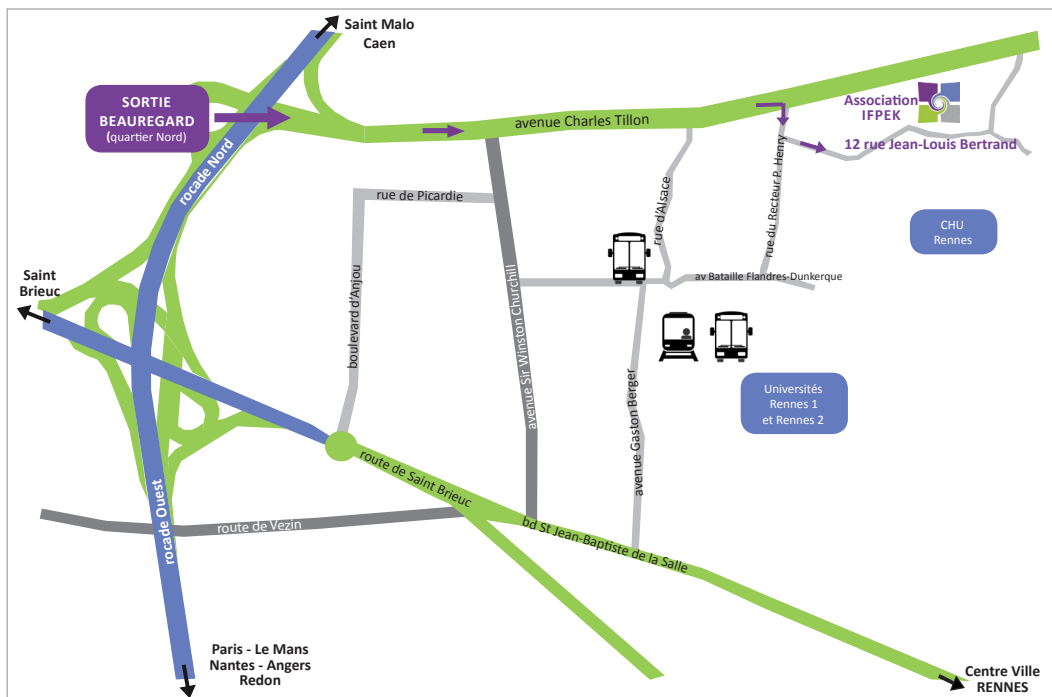 Saint Malo
Caen
SORTIE
BEAUREGARD
(quartier Nord)
rocade Nord
avenue Charles Tillon
Association
IFPEK
12 rue Jean-Louis Bertrand
rue du Recteur P. Henry
rue d'Alsace
rue de Picardie
CHU
Rennes
Saint
Brieuc
boulevard d'Anjou
avenue Sir Winston Churchill
av Bataille Flandres-Dunkerque
avenue Gaston Berger
Universités
Rennes 1
et Rennes 2
route de Saint Brieuc
rocade Ouest
route de Vezin
bd St Jean-Baptiste de la Salle
Paris - Le Mans
Nantes - Angers
Redon
Centre Ville
RENNES